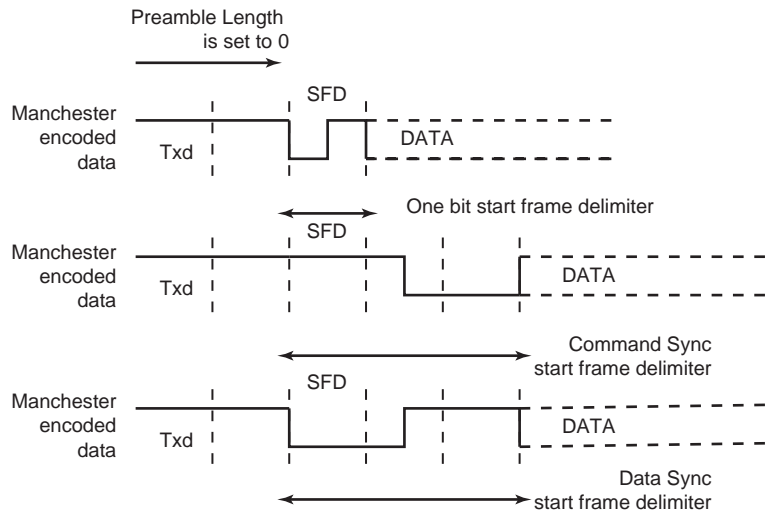 Preamble Length
is set to 0
SFD
Manchester
encoded
data
Txd
DATA
One bit start frame delimiter
SFD
Manchester
encoded
data
Txd
DATA
Command Sync
start frame delimiter
SFD
Manchester
encoded
data
Txd
DATA
Data Sync
start frame delimiter